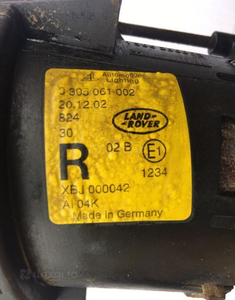 Automotive
Lighting
0 305 061 002
20.12.02
824
LAND-
ROVER
30
R
02 B
E1
1234
XBJ 000042
AI 04K
Made in Germany